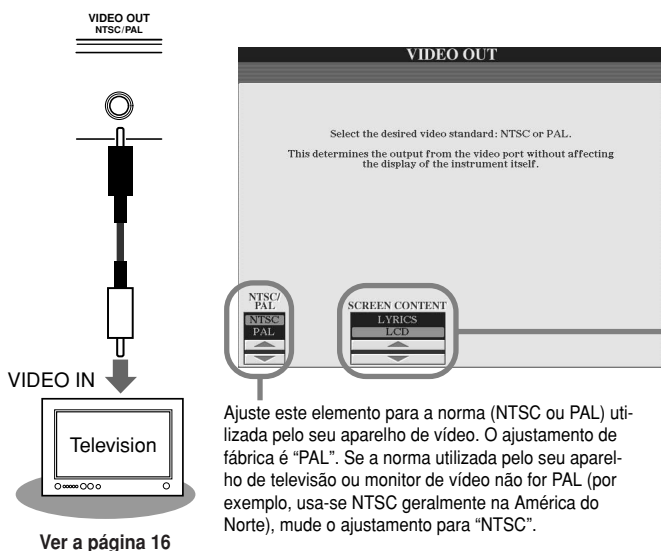 VIDEO OUT
NTSC/PAL
VIDEO IN
Television
Ver a página 16
VIDEO OUT
Select the desired video standard: NTSC or PAL.
This determines the output from the video port without affecting
the display of the instrument itself.
NTSC/
PAL
NTSC
PAL
SCREEN CONTENT
LYRICS
LCD
Ajuste este elemento para a norma (NTSC ou PAL) uti-
lizada pelo seu aparelho de vídeo. O ajustamento de
fábrica é “PAL”. Se a norma utilizada pelo seu aparel-
ho de televisão ou monitor de vídeo não for PAL (por
exemplo, usa-se NTSC geralmente na América do
Norte), mude o ajustamento para “NTSC”.